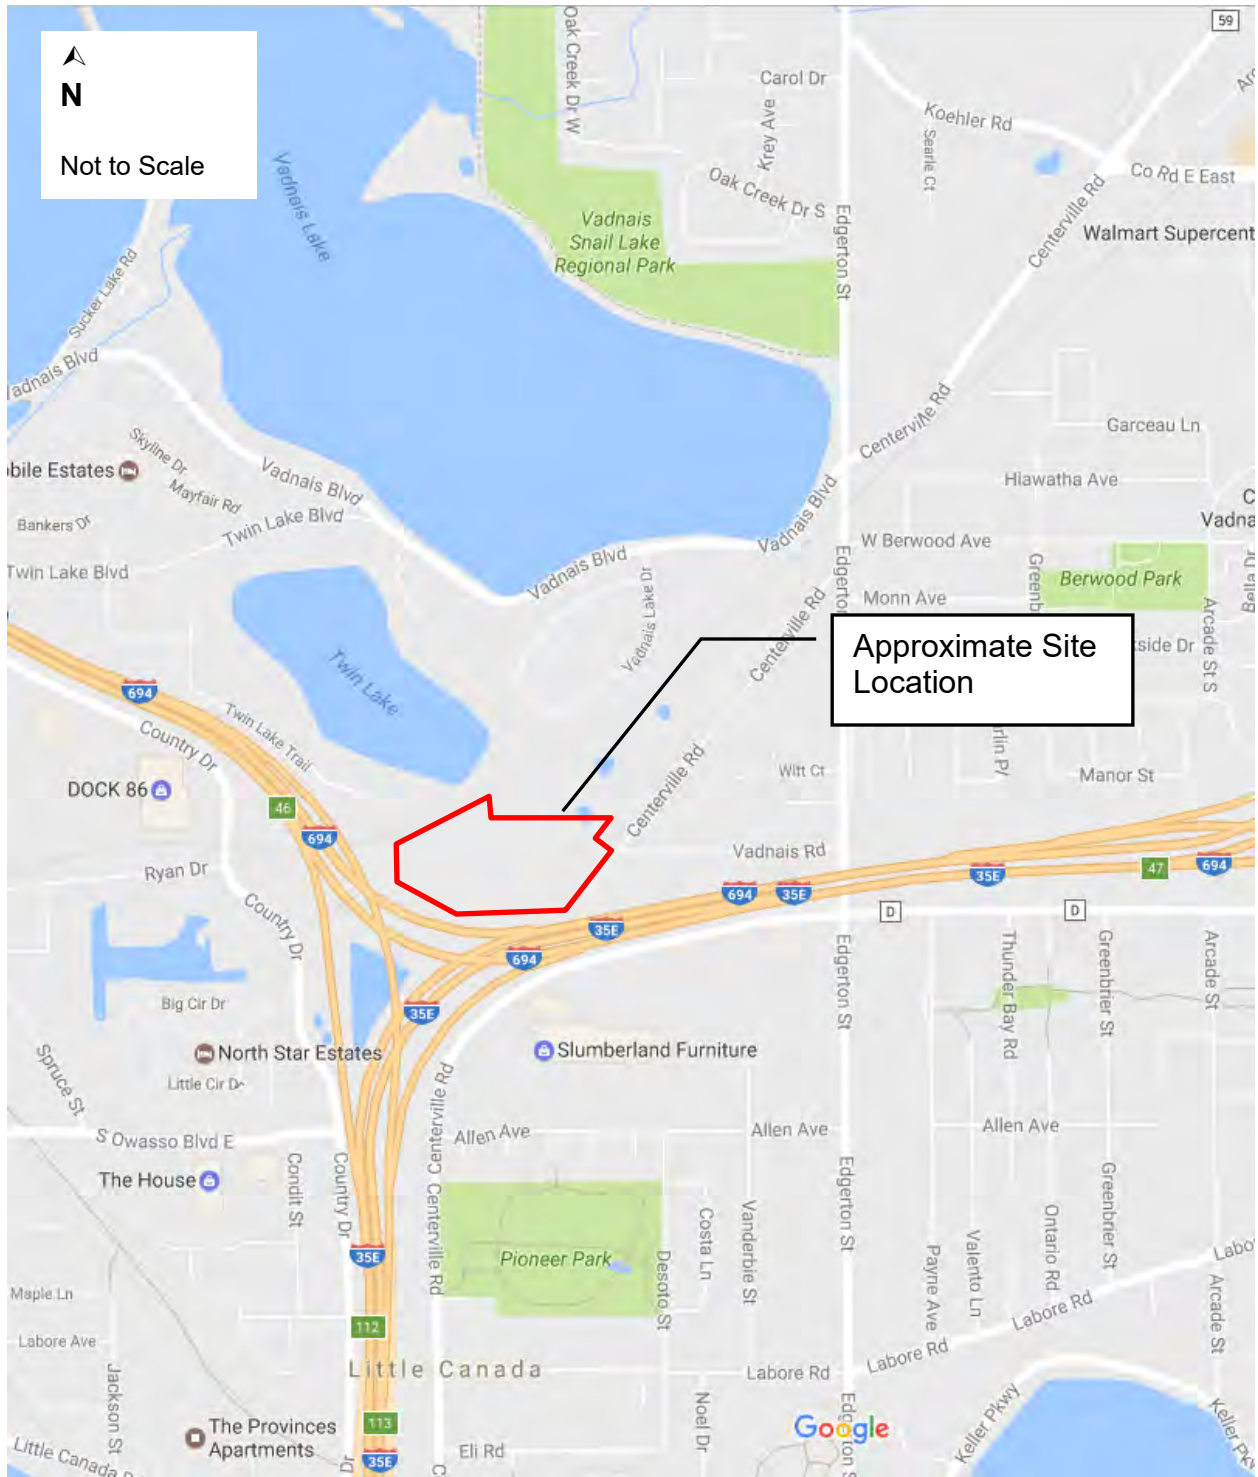 N
Not to Scale
59
Oak Creek Dr W
Carol Dr
Krey Ave
Koehler Rd
Searle Ct
Co Rd E East
Oak Creek Dr S
Vadnais Lake
Vadnais
Snail Lake
Regional Park
Edgerton St
Centerville Rd
Walmart Supercent
Sucker Lake Rd
Vadnais Blvd
Centerville Rd
Garceau Ln
Skyline Dr
bile Estates
Vadnais Blvd
Mayfair Rd
Hiawatha Ave
Vadnais Blvd
Bankers Dr
Twin Lake Blvd
W Berwood Ave
Vadnais Blvd
Twin Lake Blvd
Berwood Park
Vadnais Lake Dr
Monn Ave
Centerville Rd
Arcade St S
Approximate Site
Location
kside Dr
Twin Lake
694
Twin Lake Trail
Country Dr
Centerville Rd
Witt Ct
rlin Pl
Manor St
DOCK 86
46
694
Vadnais Rd
Ryan Dr
694
35E
35E
47
694
Country Dr
35E
D
D
694
Edgerton St
Thunder Bay Rd
Greenbrier St
Arcade St
Big Cir Dr
35E
North Star Estates
Slumberland Furniture
Spruce St
Little Cir Dr
Centerville Rd
S Owasso Blvd E
Allen Ave
Allen Ave
Allen Ave
The House
Condit St
Country Dr
Centerville Rd
Edgerton St
Greenbrier St
Costa Ln
Vanderbie St
Payne Ave
Valento Ln
Ontario Rd
35E
Pioneer Park
Desoto St
Labore Rd
Arcade St
Maple Ln
112
Labore Ave
Little Canada
Labore Rd
Labore Rd
Jackson St
Noel Dr
Keller Pkwy
113
The Provinces
Apartments
Google
Eli Rd
35E
Little Canada